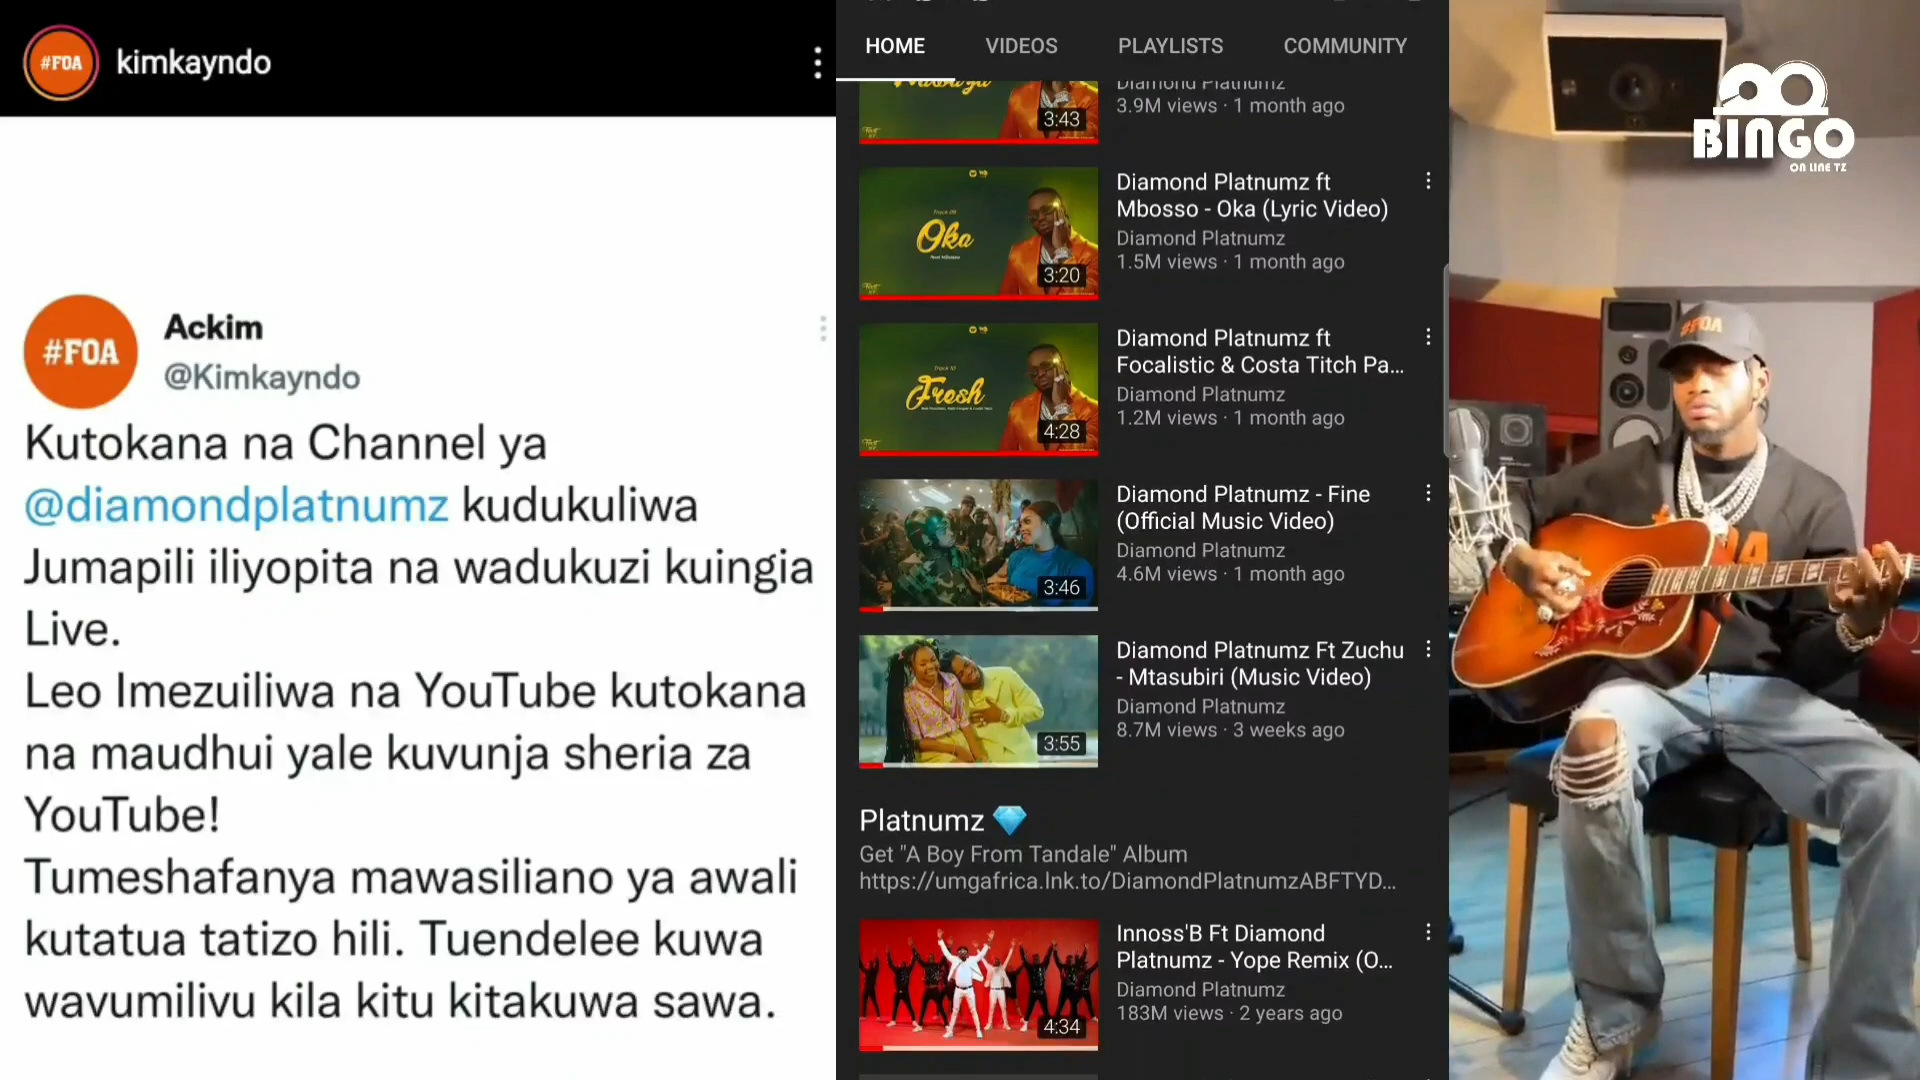 #FOA
kimkayndo
#FOA
Ackim
@Kimkayndo
Kutokana na Channel ya
@diamondplatnumz kudukuliwa
Jumapili iliyopita na wadukuzi kuingia
Live.
Leo Imezuiliwa na YouTube kutokana
na maudhui yale kuvunja sheria za
YouTube!
Tumeshafanya mawasiliano ya awali
kutatua tatizo hili. Tuendelee kuwa
wavumilivu kila kitu kitakuwa sawa.
HOME VIDEOS PLAYLISTS COMMUNITY
Diamond Platnumz
3.9M views · 1 month ago
3:43
Oka
3:20
Diamond Platnumz ft
Mbosso - Oka (Lyric Video)
Diamond Platnumz
1.5M views · 1 month ago
Fresh
4:28
Diamond Platnumz ft
Focalistic & Costa Titch Pa...
Diamond Platnumz
1.2M views · 1 month ago
3:46
Diamond Platnumz - Fine
(Official Music Video)
Diamond Platnumz
4.6M views · 1 month ago
3:55
Diamond Platnumz Ft Zuchu
- Mtasubiri (Music Video)
Diamond Platnumz
8.7M views · 3 weeks ago
Platnumz 💎
Get "A Boy From Tandale" Album
https://umgafrica.lnk.to/DiamondPlatnumzABFTYD...
4:34
Innoss'B Ft Diamond
Platnumz - Yope Remix (O...
Diamond Platnumz
183M views · 2 years ago
BINGO
ON LINE TZ
#FOA